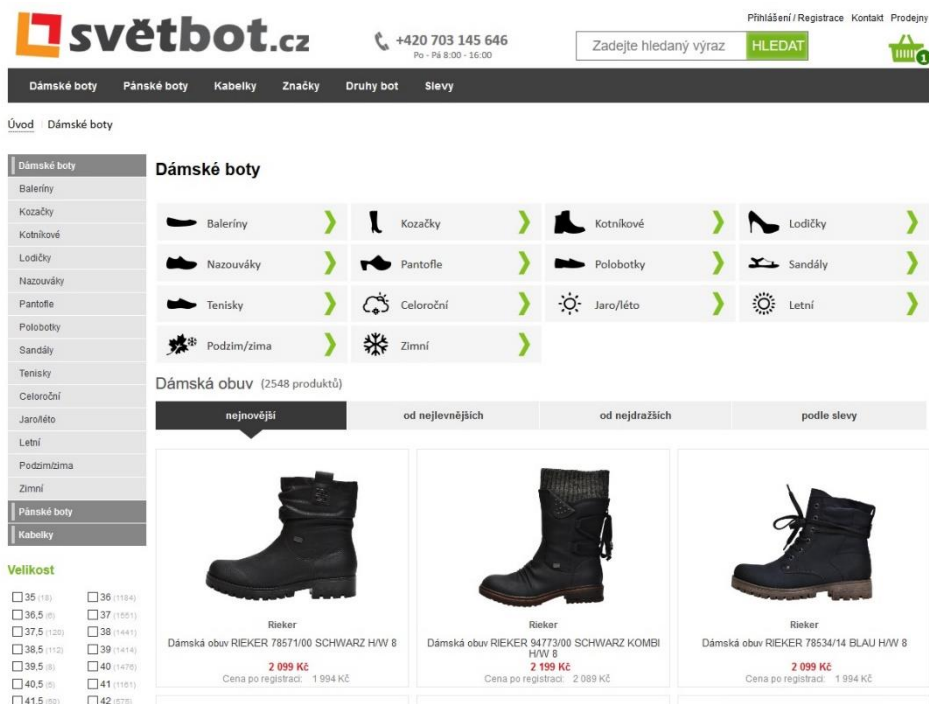 světbot.cz
+420 703 145 646
Po - Pá 8:00 - 16:00
Přihlášení / Registrace Kontakt Prodejny
Zadejte hledaný výraz
HLEDAT
1
Dámské boty Pánské boty Kabelky Značky Druhy bot Slevy
Úvod Dámské boty
Dámské boty
Baleríny
Kozačky
Kotníkové
Lodičky
Nazouváky
Pantofle
Polobotky
Sandály
Tenisky
Celoroční
Jaro/léto
Letní
Podzim/zima
Zimní
Pánské boty
Kabelky
Velikost
35 (18) 36 (1184)
36,5 (6) 37 (1551)
37,5 (120) 38 (1441)
38,5 (112) 39 (1414)
39,5 (8) 40 (1476)
40,5 (5) 41 (1161)
41,5 (50) 42 (575)
Dámské boty
Baleríny Kozačky Kotníkové Lodičky
Nazouváky Pantofle Polobotky Sandály
Tenisky Celoroční Jaro/léto Letní
Podzim/zima Zimní
Dámská obuv (2548 produktů)
nejnovější od nejlevnějších od nejdražších podle slevy
Rieker
Dámská obuv RIEKER 78571/00 SCHWARZ H/W 8
2 099 Kč
Cena po registraci: 1 994 Kč
Rieker
Dámská obuv RIEKER 94773/00 SCHWARZ KOMBI
H/W 8
2 199 Kč
Cena po registraci: 2 089 Kč
Rieker
Dámská obuv RIEKER 78534/14 BLAU H/W 8
2 099 Kč
Cena po registraci: 1 994 Kč